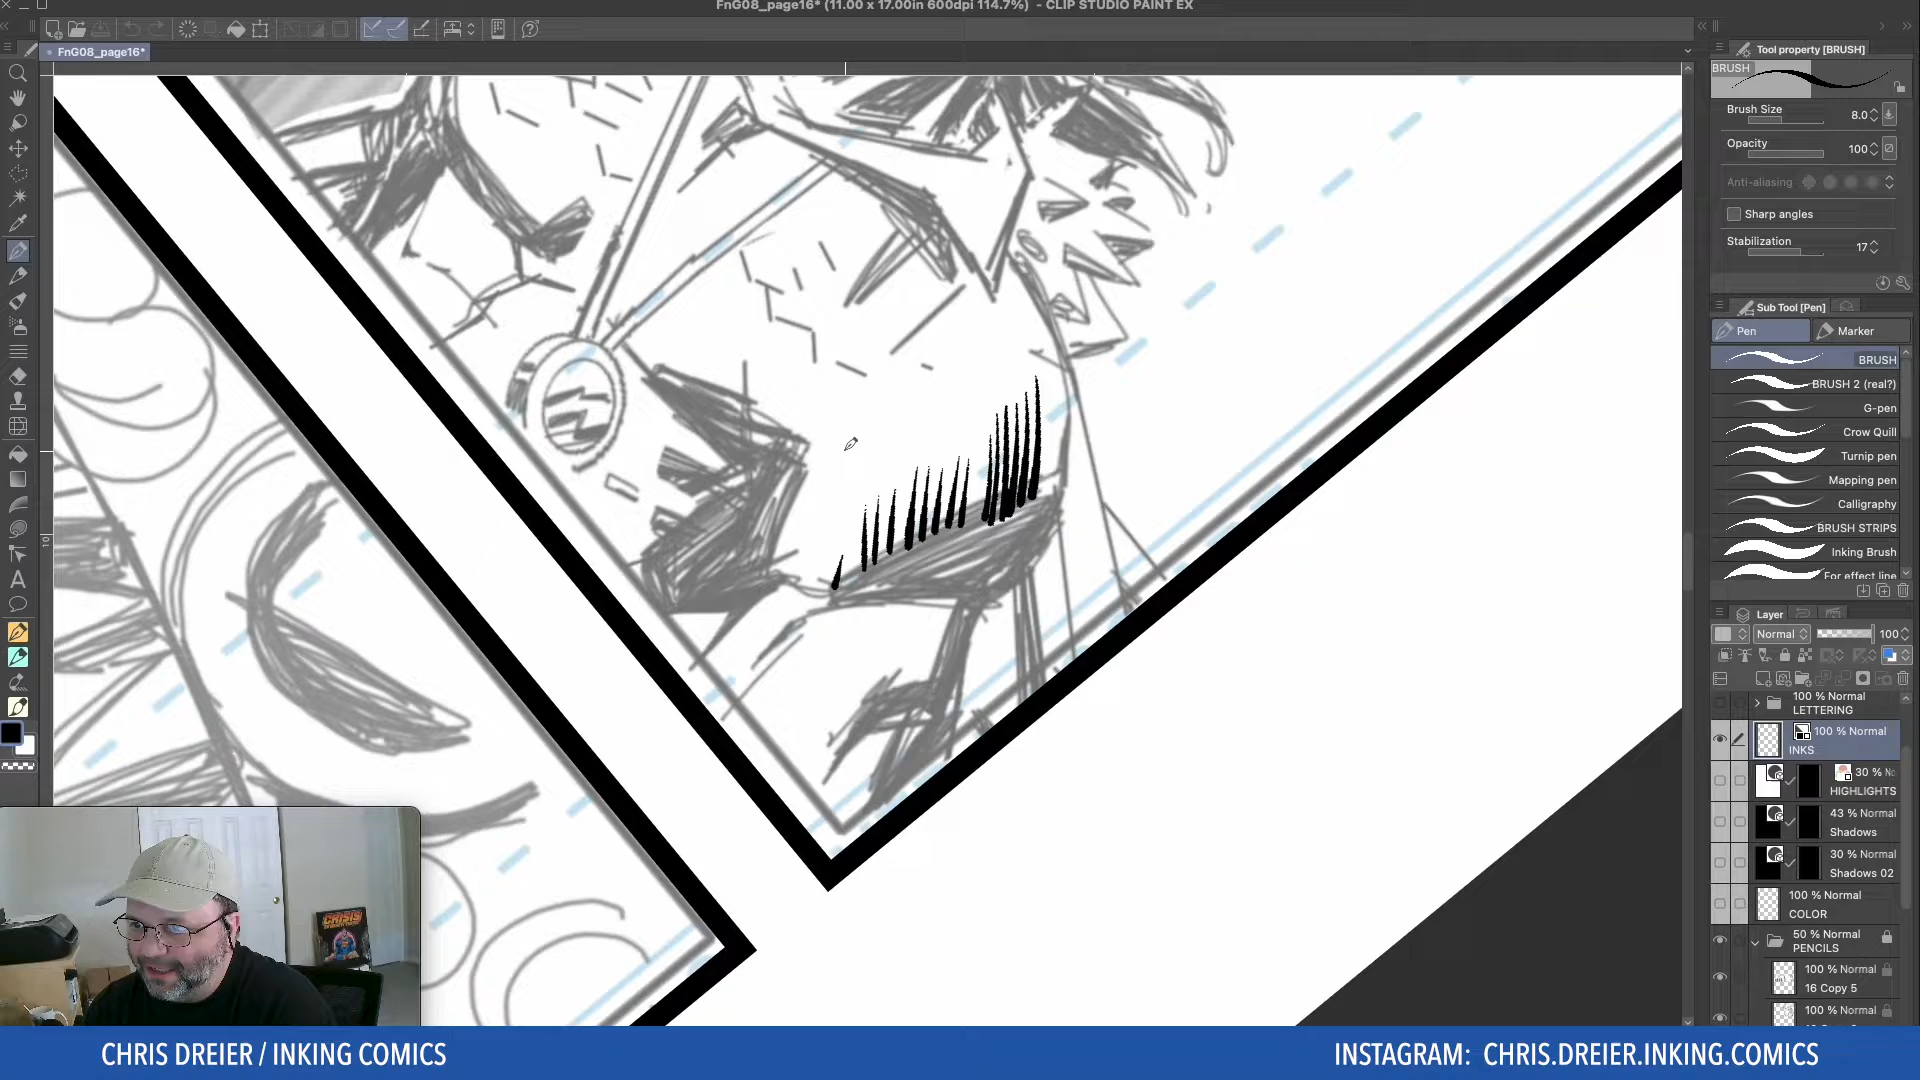 FnG08_page16* (11.00 x 17.00in 600dpi 114.7%) - CLIP STUDIO PAINT EX
FnG08_page16*
Tool property [BRUSH]
BRUSH
Brush Size 8.0
Opacity 100
Anti-aliasing
Sharp angles
Stabilization 17
Sub Tool [Pen]
Pen
Marker
BRUSH
BRUSH 2 (real?)
G-pen
Crow Quill
Turnip pen
Mapping pen
Calligraphy
BRUSH STRIPS
Inking Brush
For effect line
Layer
Normal 100
100 % Normal
LETTERING
100 % Normal
INKS
30 % No
HIGHLIGHTS
43 % Normal
Shadows
30 % Normal
Shadows 02
100 % Normal
COLOR
50 % Normal
PENCILS
100 % Normal
16 Copy 5
100 % Normal
CRISIS
CHRIS DREIER / INKING COMICS
INSTAGRAM: CHRIS.DREIER.INKING.COMICS